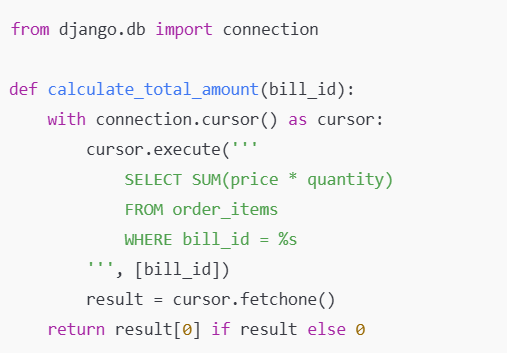 from django.db import connection

def calculate_total_amount(bill_id):
    with connection.cursor() as cursor:
        cursor.execute('''
            SELECT SUM(price * quantity)
            FROM order_items
            WHERE bill_id = %s
        ''', [bill_id])
        result = cursor.fetchone()
    return result[0] if result else 0